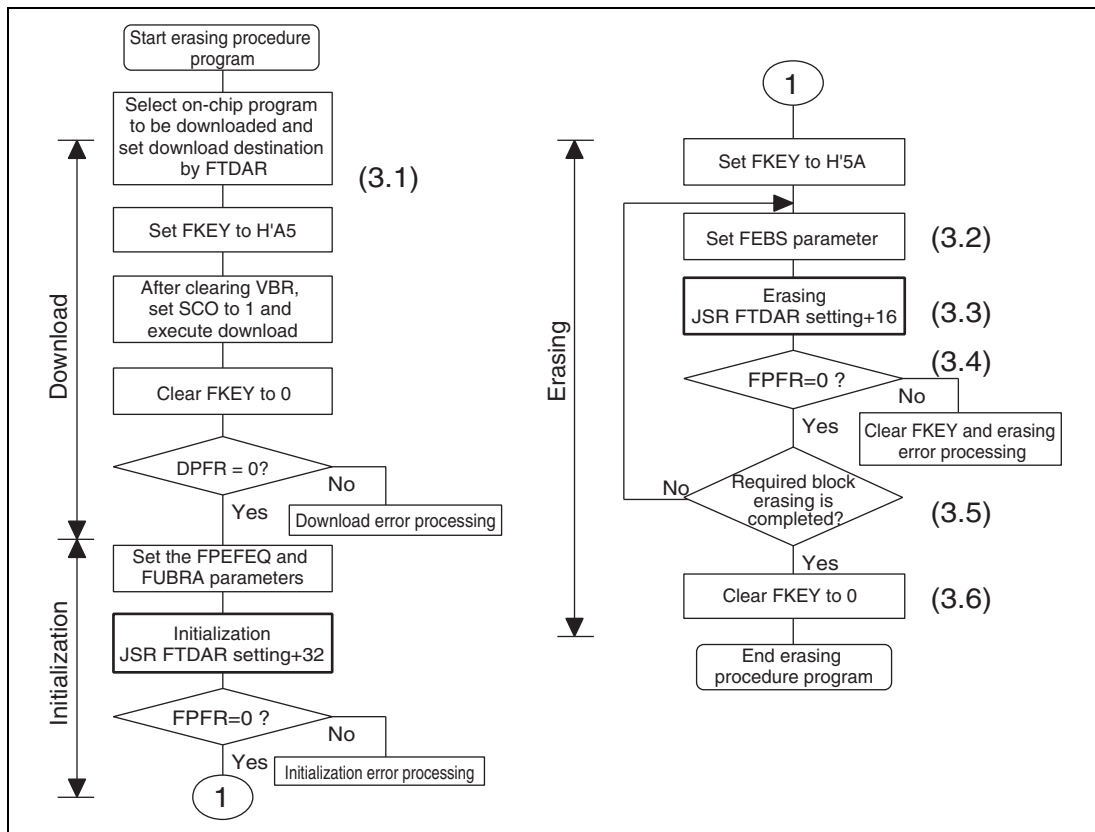 Start erasing procedure
program
Select on-chip program
to be downloaded and
set download destination
by FTDAR
(3.1)
Set FKEY to H'A5
After clearing VBR,
set SCO to 1 and
execute download
Clear FKEY to 0
DPFR = 0?
No
Yes
Download error processing
Download
Set the FPEFEQ and
FUBRA parameters
Initialization
JSR FTDAR setting+32
FPFR=0 ?
No
Yes
Initialization error processing
Initialization
1
1
Set FKEY to H'5A
Set FEBS parameter
(3.2)
Erasing
JSR FTDAR setting+16
(3.3)
(3.4)
FPFR=0 ?
No
Yes
Clear FKEY and erasing
error processing
Erasing
Required block
erasing is
completed?
No
(3.5)
Yes
Clear FKEY to 0
(3.6)
End erasing
procedure program